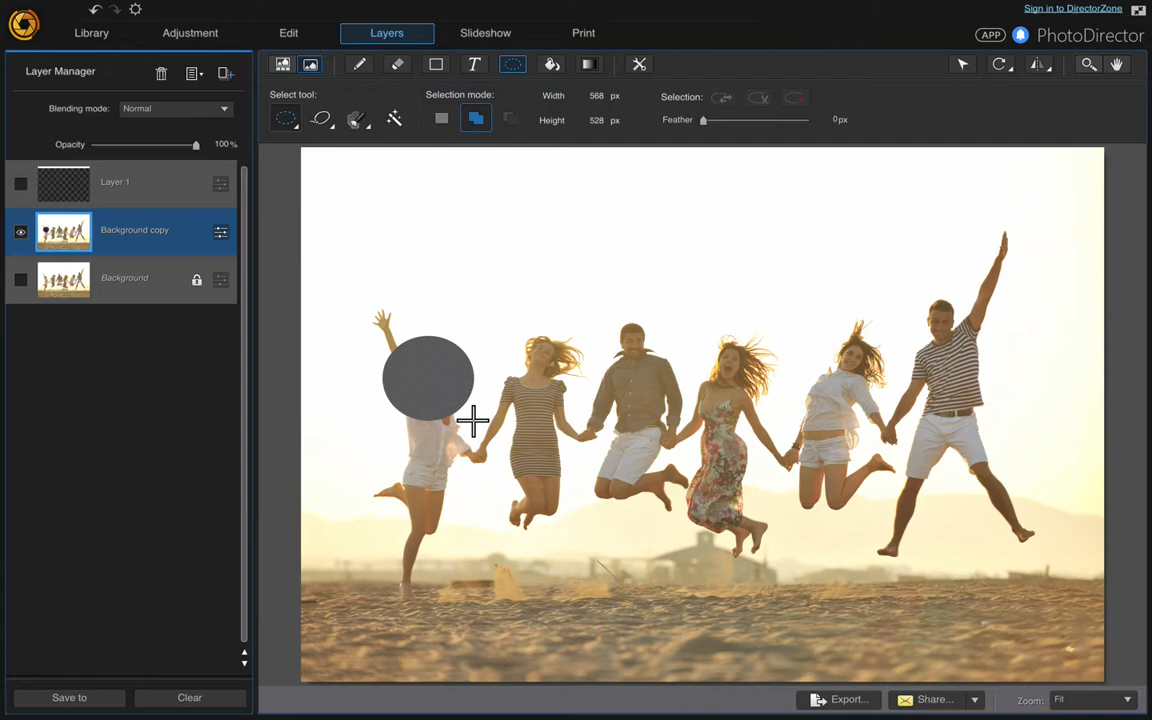 Sign in to DirectorZone
Library
Adjustment
Edit
Layers
Slideshow
Print
APP
PhotoDirector
Layer Manager
Blending mode:
Normal
Opacity
100%
Layer 1
Background copy
Background
Save to
Clear
Select tool:
Selection mode:
Width
568
px
Height
528
px
Selection:
Feather
0px
T
Export...
Share...
Zoom:
Fit